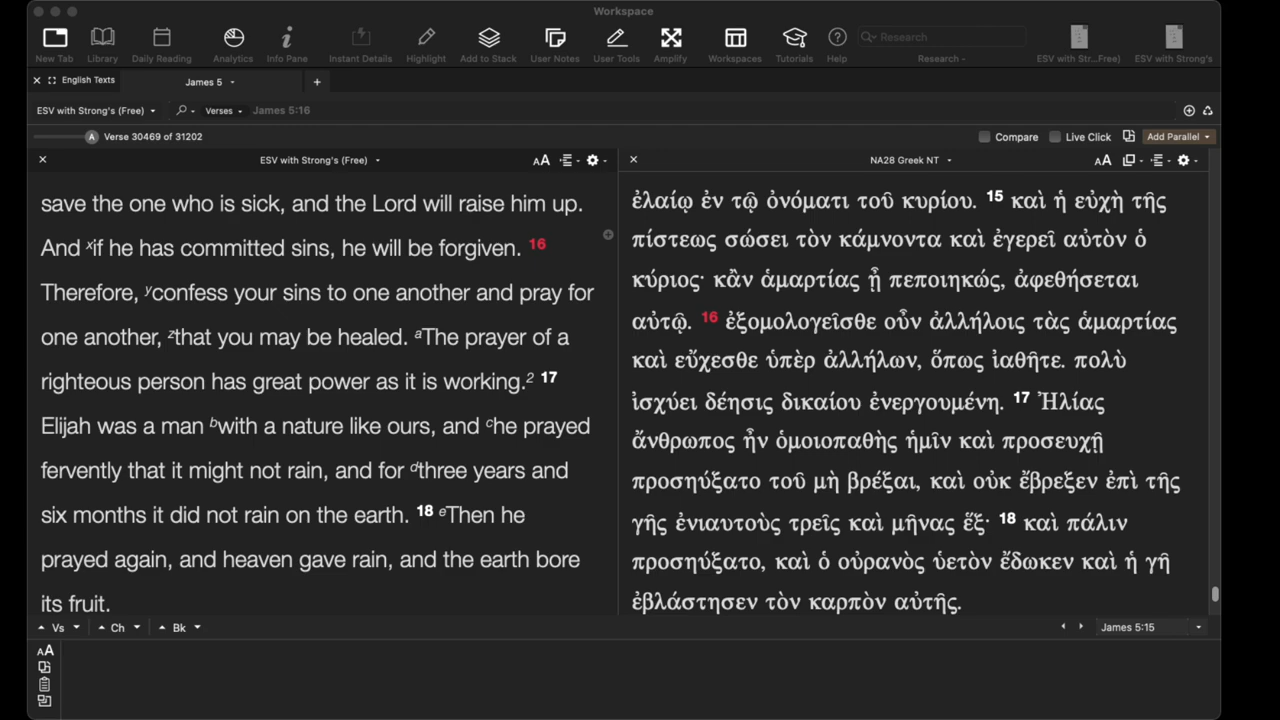 Workspace
New Tab Library Daily Reading Analytics Info Pane Instant Details Highlight Add to Stack User Notes User Tools Amplify Workspaces Tutorials Help Research Research ESV with Str...Free) ESV with Strong's
English Texts James 5 +
ESV with Strong's (Free) Verses James 5:16
A Verse 30469 of 31202 Compare Live Click Add Parallel
ESV with Strong's (Free) AA
save the one who is sick, and the Lord will raise him up.
And xif he has committed sins, he will be forgiven. 16
Therefore, yconfess your sins to one another and pray for
one another, zthat you may be healed. aThe prayer of a
righteous person has great power as it is working.2 17
Elijah was a man bwith a nature like ours, and che prayed
fervently that it might not rain, and for dthree years and
six months it did not rain on the earth. 18 eThen he
prayed again, and heaven gave rain, and the earth bore
its fruit.
NA28 Greek NT AA
ἐλαίῳ ἐν τῷ ὀνόματι τοῦ κυρίου. 15 καὶ ἡ εὐχὴ τῆς
πίστεως σώσει τὸν κάμνοντα καὶ ἐγερεῖ αὐτὸν ὁ
κύριος· κἂν ἁμαρτίας ᾖ πεποιηκώς, ἀφεθήσεται
αὐτῷ. 16 ἐξομολογεῖσθε οὖν ἀλλήλοις τὰς ἁμαρτίας
καὶ εὔχεσθε ὑπὲρ ἀλλήλων, ὅπως ἰαθῆτε. πολὺ
ἰσχύει δέησις δικαίου ἐνεργουμένη. 17 Ἠλίας
ἄνθρωπος ἦν ὁμοιοπαθὴς ἡμῖν καὶ προσευχῇ
προσηύξατο τοῦ μὴ βρέξαι, καὶ οὐκ ἔβρεξεν ἐπὶ τῆς
γῆς ἐνιαυτοὺς τρεῖς καὶ μῆνας ἕξ· 18 καὶ πάλιν
προσηύξατο, καὶ ὁ οὐρανὸς ὑετὸν ἔδωκεν καὶ ἡ γῆ
ἐβλάστησεν τὸν καρπὸν αὐτῆς.
Vs Ch Bk James 5:15
AA